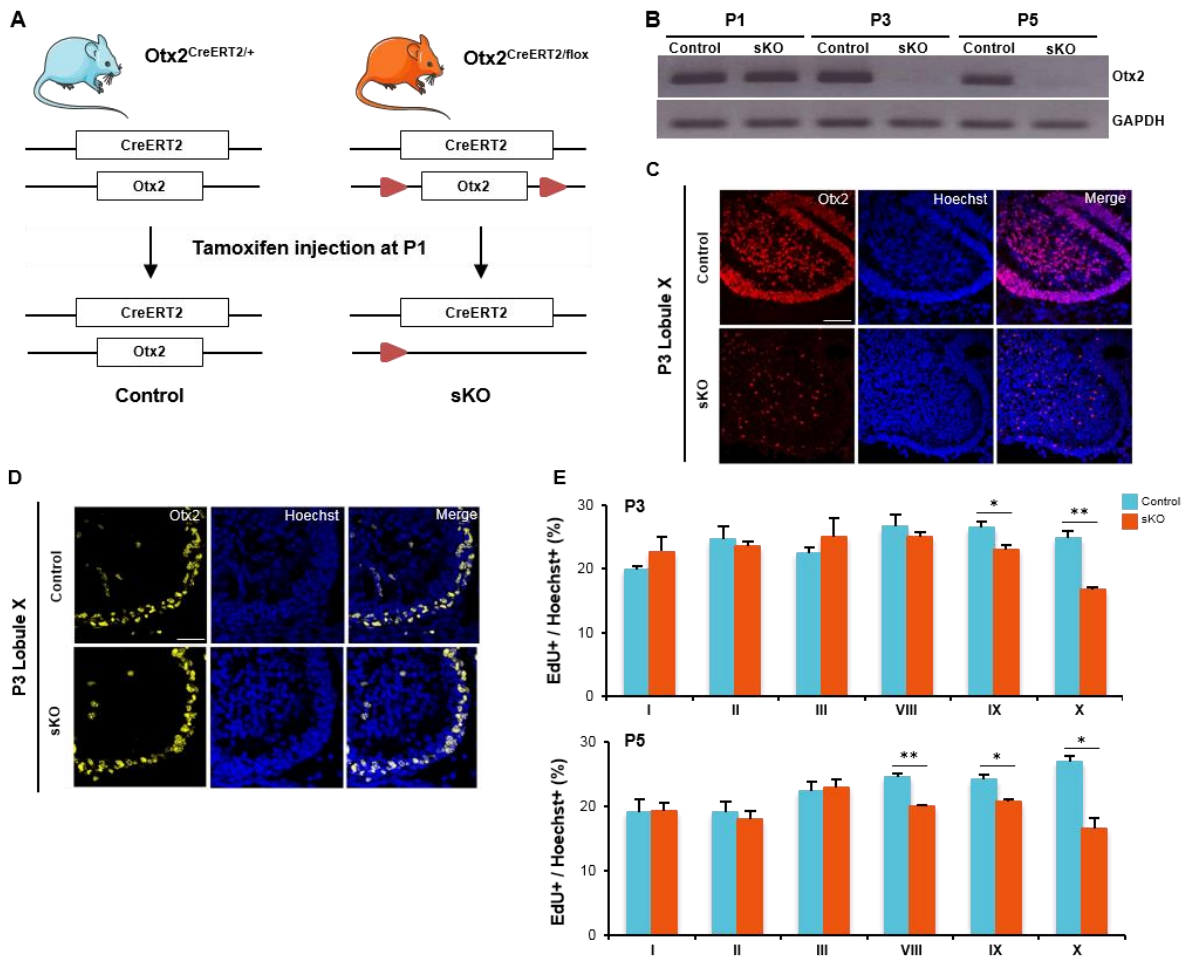 A
Otx2CreERT2/+
Otx2CreERT2/flox
CreERT2
CreERT2
Otx2
Otx2
Tamoxifen injection at P1
CreERT2
CreERT2
Otx2
Control
sKO
B
P1
P3
P5
Control
sKO
Control
sKO
Control
sKO
Otx2
GAPDH
C
P3 Lobule X
Otx2
Hoechst
Merge
Control
sKO
D
P3 Lobule X
Otx2
Hoechst
Merge
Control
sKO
E
P3
EdU+ / Hoechst+ (%)
30
20
10
0
*
**
Control
sKO
I
II
III
VIII
IX
X
P5
EdU+ / Hoechst+ (%)
30
20
10
0
**
*
*
I
II
III
VIII
IX
X